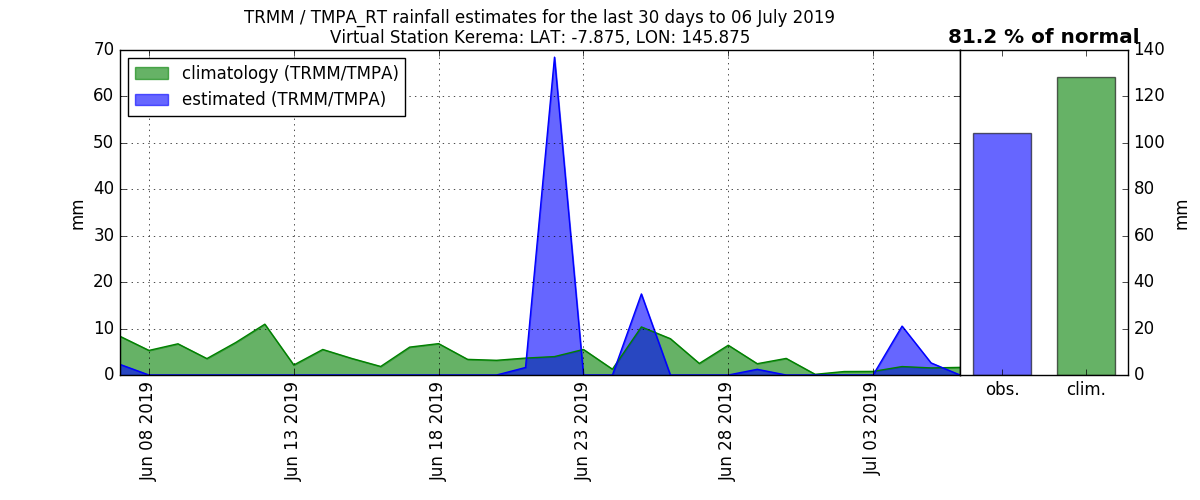 TRMM / TMPA_RT rainfall estimates for the last 30 days to 06 July 2019
Virtual Station Kerema: LAT: -7.875, LON: 145.875
81.2 % of normal
climatology (TRMM/TMPA)
estimated (TRMM/TMPA)
70
60
50
40
30
20
10
0
mm
140
120
100
80
60
40
20
0
mm
Jun 08 2019
Jun 13 2019
Jun 18 2019
Jun 23 2019
Jun 28 2019
Jul 03 2019
obs.
clim.